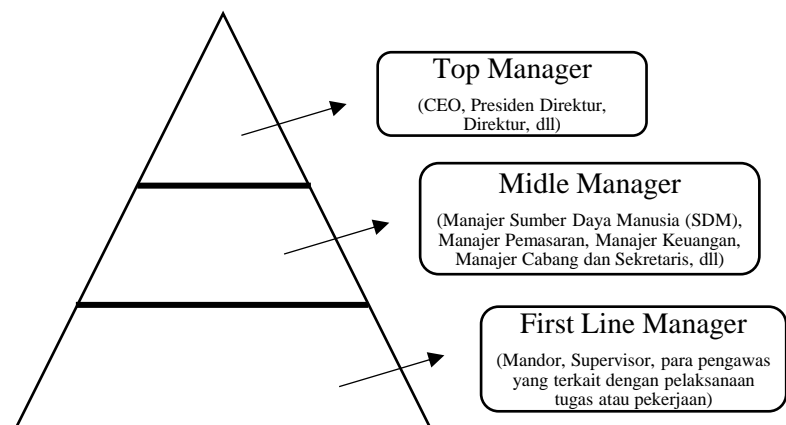 Top Manager
(CEO, Presiden Direktur,
Direktur, dll)
Midle Manager
(Manajer Sumber Daya Manusia (SDM),
Manajer Pemasaran, Manajer Keuangan,
Manajer Cabang dan Sekretaris, dll)
First Line Manager
(Mandor, Supervisor, para pengawas
yang terkait dengan pelaksanaan
tugas atau pekerjaan)